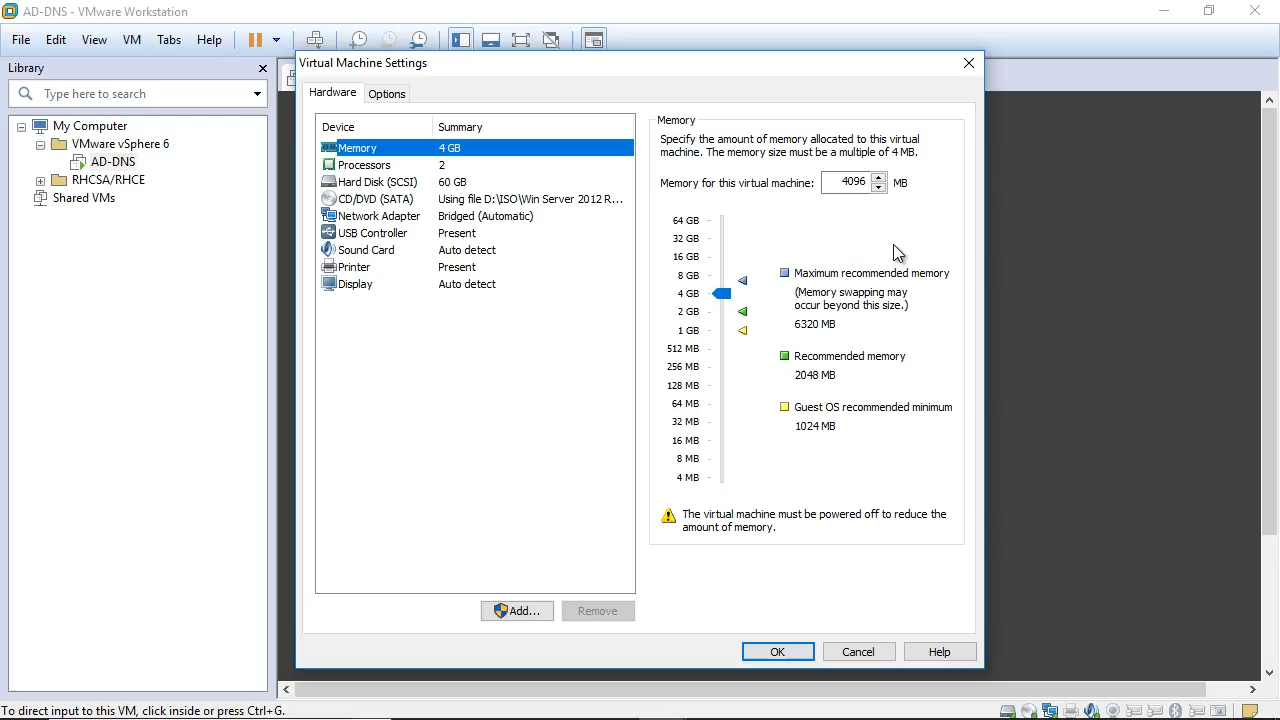 AD-DNS - VMware Workstation
File Edit View VM Tabs Help
Library
Type here to search
My Computer
VMware vSphere 6
AD-DNS
RHCSA/RHCE
Shared VMs
Virtual Machine Settings
Hardware Options
Device Summary
Memory 4 GB
Processors 2
Hard Disk (SCSI) 60 GB
CD/DVD (SATA) Using file D:\ISO\Win Server 2012 R...
Network Adapter Bridged (Automatic)
USB Controller Present
Sound Card Auto detect
Printer Present
Display Auto detect
Add... Remove
Memory
Specify the amount of memory allocated to this virtual
machine. The memory size must be a multiple of 4 MB.
Memory for this virtual machine: 4096 MB
64 GB
32 GB
16 GB
8 GB
4 GB
2 GB
1 GB
512 MB
256 MB
128 MB
64 MB
32 MB
16 MB
8 MB
4 MB
Maximum recommended memory
(Memory swapping may
occur beyond this size.)
6320 MB
Recommended memory
2048 MB
Guest OS recommended minimum
1024 MB
The virtual machine must be powered off to reduce the
amount of memory.
OK Cancel Help
To direct input to this VM, click inside or press Ctrl+G.